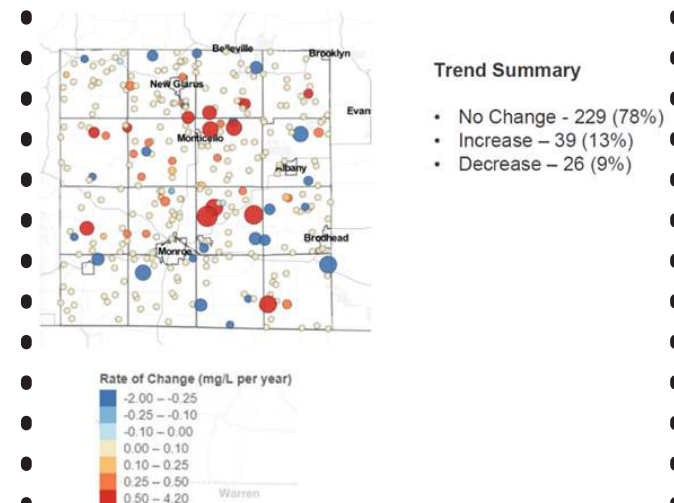 Belleville
Brooklyn
New Glarus
Evan
Monticello
Albany
Brodhead
Monroe
Trend Summary
• No Change - 229 (78%)
• Increase – 39 (13%)
• Decrease – 26 (9%)
Rate of Change (mg/L per year)
-2.00 – -0.25
-0.25 – -0.10
-0.10 – 0.00
0.00 – 0.10
0.10 – 0.25
0.25 – 0.50
0.50 – 4.20
Warren